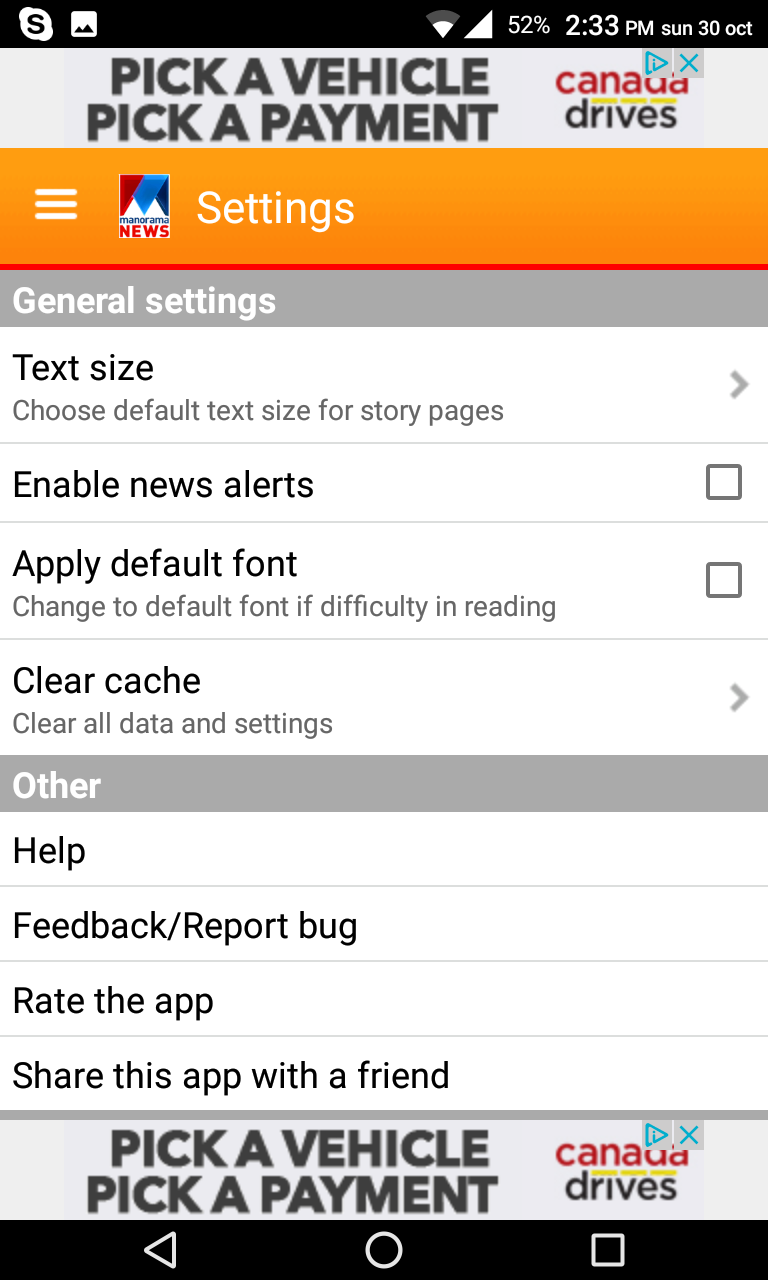 52% 2:33 PM sun 30 oct
PICK A VEHICLE
PICK A PAYMENT
canada
drives
manorama
NEWS
Settings
General settings
Text size
Choose default text size for story pages
Enable news alerts
Apply default font
Change to default font if difficulty in reading
Clear cache
Clear all data and settings
Other
Help
Feedback/Report bug
Rate the app
Share this app with a friend
PICK A VEHICLE
PICK A PAYMENT
canada
drives